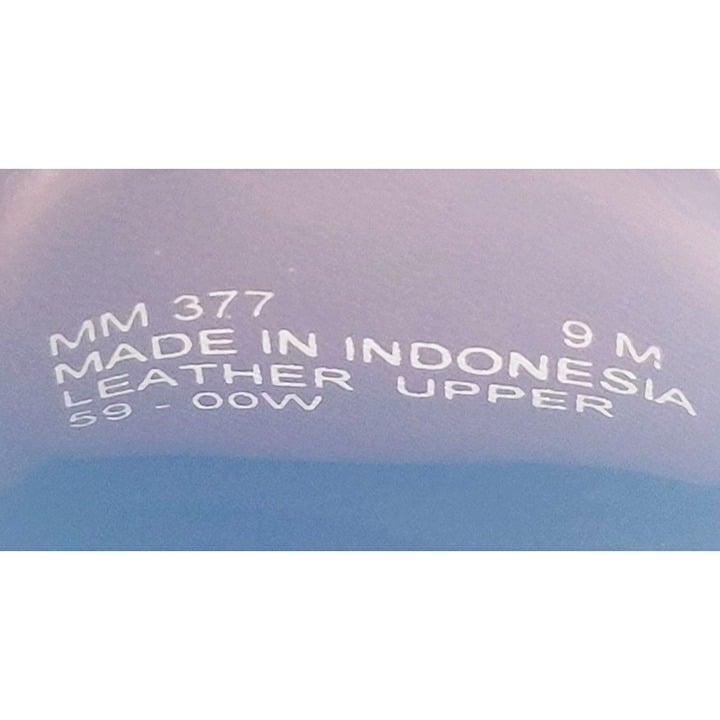 MM 377 9 M
MADE IN INDONESIA
LEATHER UPPER
59 - 00W